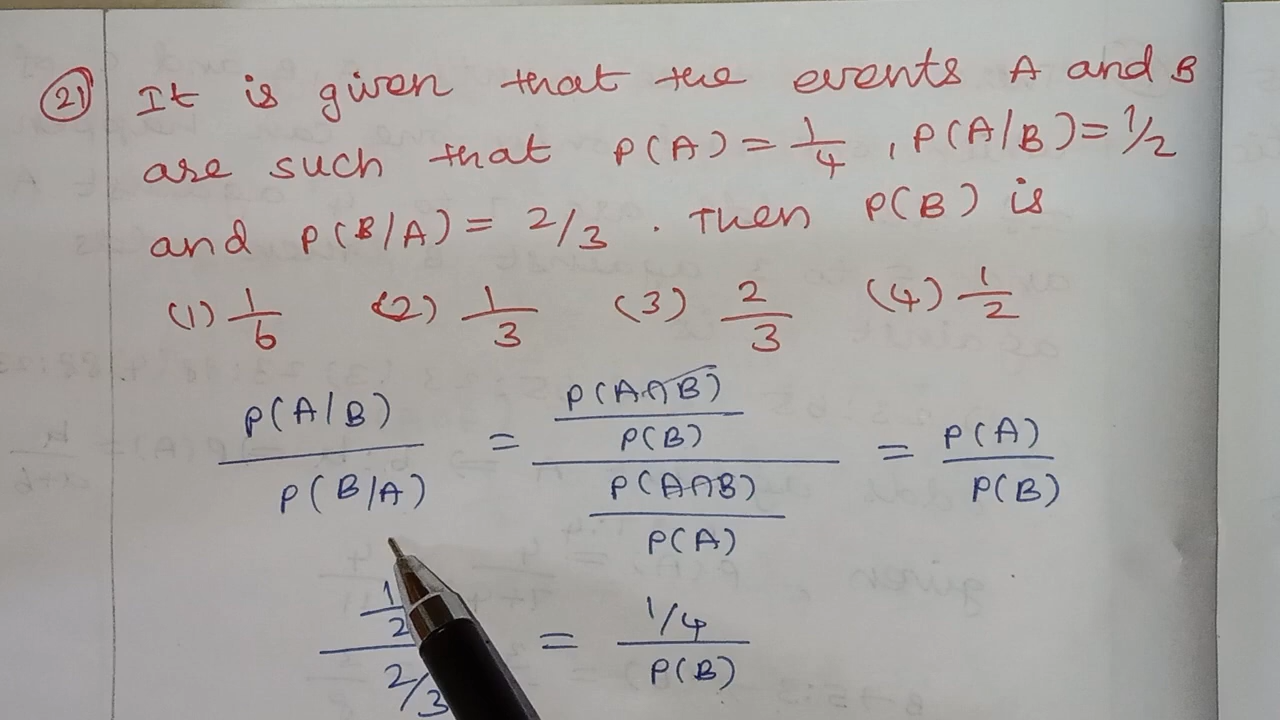 (21) It is given that the events A and B
are such that P(A) = 1/4 , P(A/B) = 1/2
and P(B/A) = 2/3 . Then P(B) is
(1) 1/6 (2) 1/3 (3) 2/3 (4) 1/2
P(A/B) / P(B/A) = (P(A∩B) / P(B)) / (P(A∩B) / P(A)) = P(A) / P(B)
(1/2) / (2/3) = (1/4) / P(B)